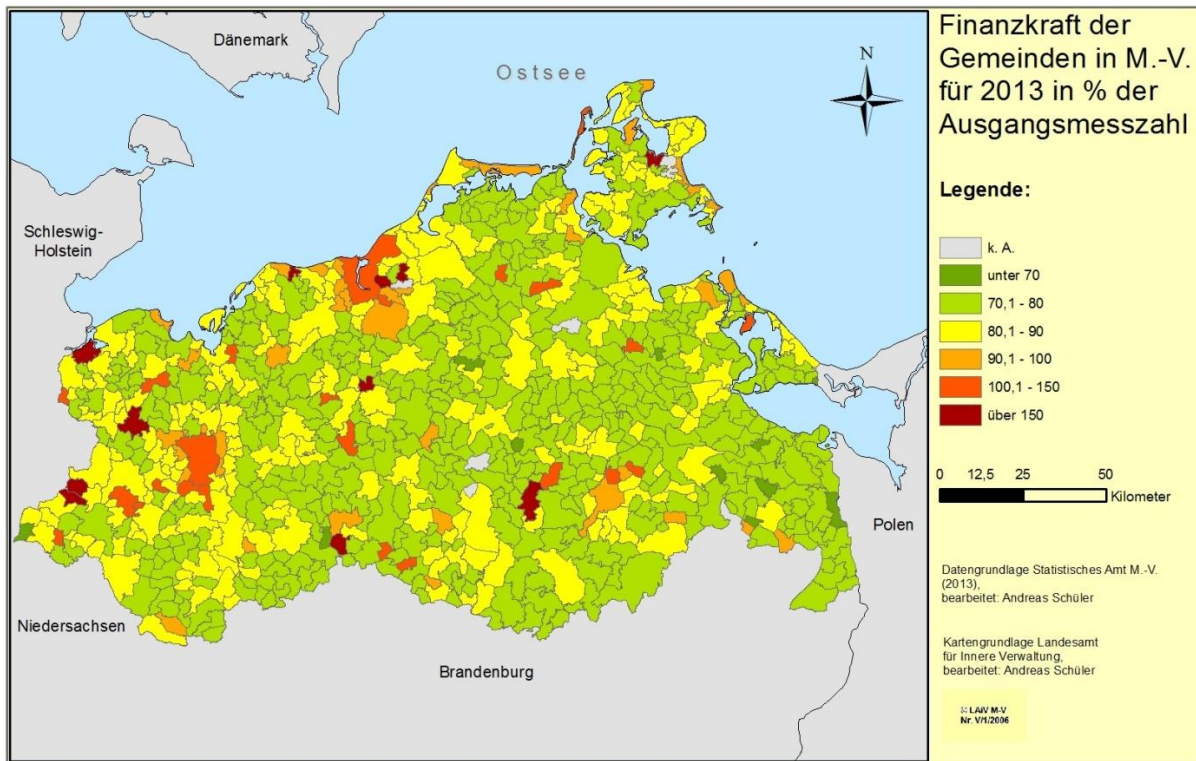 Dänemark
Ostsee
N
Schleswig-
Holstein
Niedersachsen
Brandenburg
Polen
Finanzkraft der
Gemeinden in M.-V.
für 2013 in % der
Ausgangsmesszahl
Legende:
k. A.
unter 70
70,1 - 80
80,1 - 90
90,1 - 100
100,1 - 150
über 150
0 12,5 25 50
Kilometer
Datengrundlage Statistisches Amt M.-V.
(2013),
bearbeitet: Andreas Schüler
Kartengrundlage Landesamt
für Innere Verwaltung,
bearbeitet: Andreas Schüler
© LAiV M-V
Nr. V/1/2006